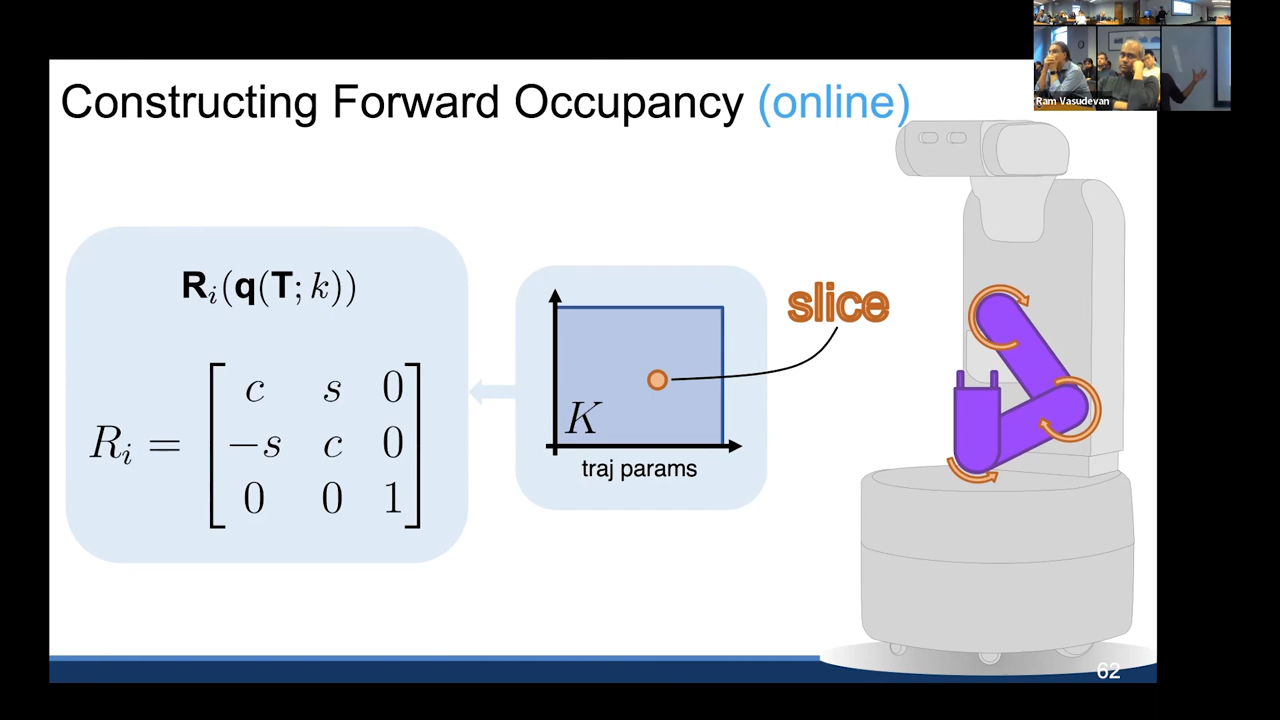 Constructing Forward Occupancy (online)
Ram Vasudevan
R_i(q(T; k))
R_i = [ c s 0
−s c 0
0 0 1 ]
K
traj params
slice
62